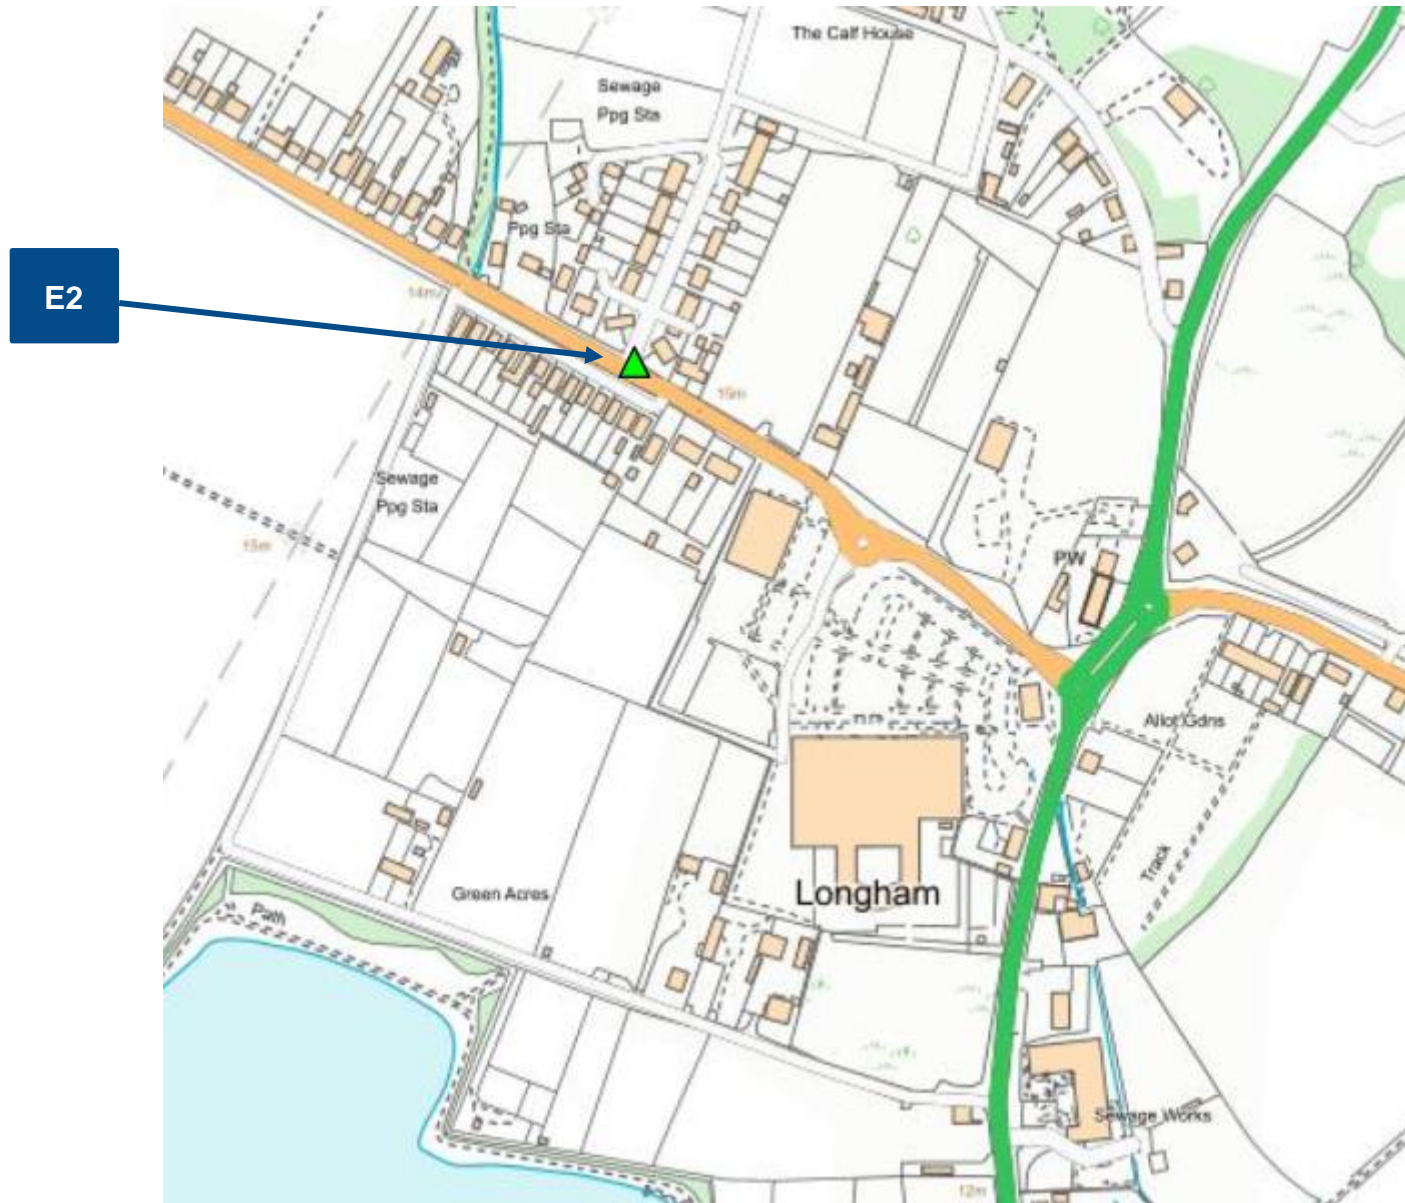 The Calf House
Sewage
Ppg Sta
Ppg Sta
E2
14m
15m
Sewage
Ppg Sta
15m
PW
Allot Gdns
Track
Longham
Green Acres
Path
Sewage Works
12m